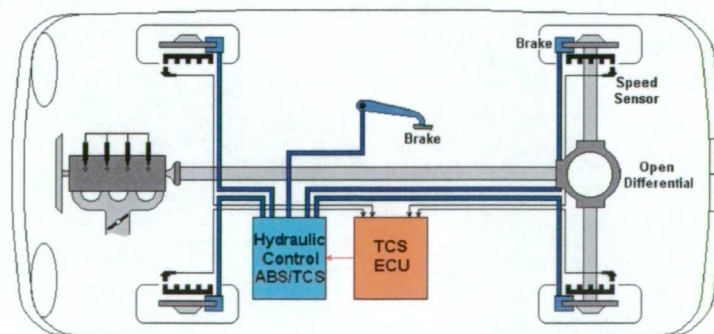 Brake
Speed
Sensor
Brake
Open
Differential
Hydraulic
Control
ABS/TCS
TCS
ECU